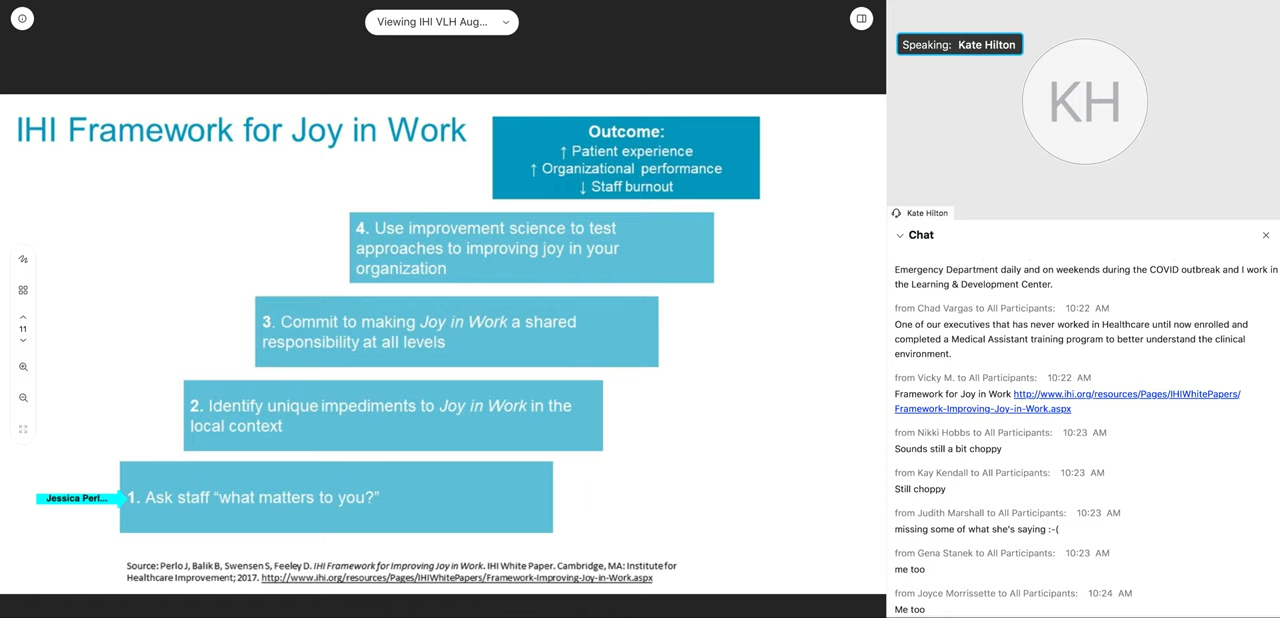 Viewing IHI VLH Aug...
IHI Framework for Joy in Work
Outcome:
↑ Patient experience
↑ Organizational performance
↓ Staff burnout
4. Use improvement science to test
approaches to improving joy in your
organization
3. Commit to making Joy in Work a shared
responsibility at all levels
2. Identify unique impediments to Joy in Work in the
local context
Jessica Perl...
1. Ask staff “what matters to you?”
Source: Perlo J, Balik B, Swensen S, Feeley D. IHI Framework for Improving Joy in Work. IHI White Paper. Cambridge, MA: Institute for
Healthcare Improvement; 2017. http://www.ihi.org/resources/Pages/IHIWhitePapers/Framework-Improving-Joy-in-Work.aspx
11
Speaking: Kate Hilton
KH
Kate Hilton
Chat
Emergency Department daily and on weekends during the COVID outbreak and I work in
the Learning & Development Center.
from Chad Vargas to All Participants: 10:22 AM
One of our executives that has never worked in Healthcare until now enrolled and
completed a Medical Assistant training program to better understand the clinical
environment.
from Vicky M. to All Participants: 10:22 AM
Framework for Joy in Work http://www.ihi.org/resources/Pages/IHIWhitePapers/
Framework-Improving-Joy-in-Work.aspx
from Nikki Hobbs to All Participants: 10:23 AM
Sounds still a bit choppy
from Kay Kendall to All Participants: 10:23 AM
Still choppy
from Judith Marshall to All Participants: 10:23 AM
missing some of what she's saying :-(
from Gena Stanek to All Participants: 10:23 AM
me too
from Joyce Morrissette to All Participants: 10:24 AM
Me too